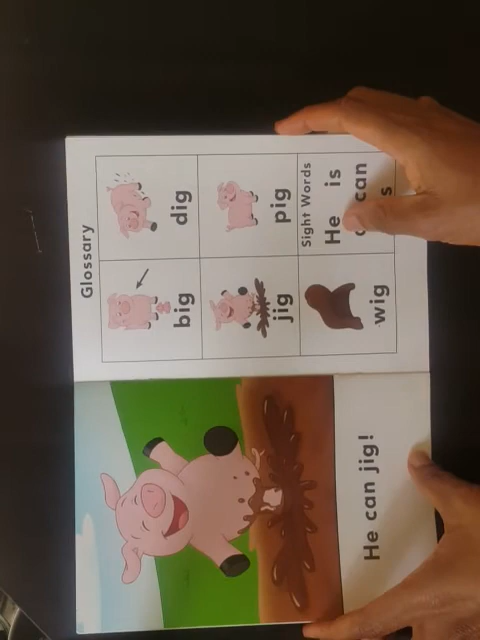 He can jig!
Glossary
big
dig
jig
pig
wig
Sight Words
He is
can